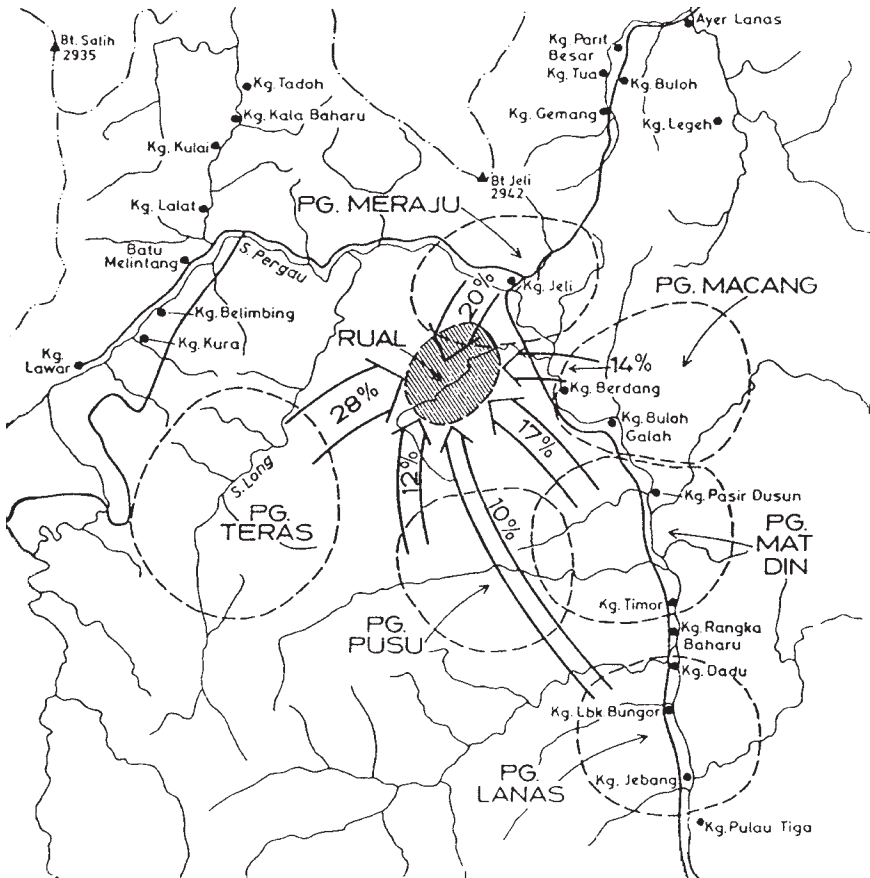 Bt. Salih
2935
Ayer Lanas
Kg. Parit
Besar
Kg. Tadoh
Kg. Tua
Kg. Buloh
Kg. Kala Baharu
Kg. Gemang
Kg. Legeh
Kg. Kulai
Bt Jeli
2942
Kg. Lalat
PG. MERAJU
Batu
Melintang
S. Pergau
Kg. Jeli
PG. MACANG
20%
Kg. Belimbing
RUAL
Kg. Kura
Kg.
Lawar
14%
Kg. Berdang
28%
Kg. Buloh
Galah
17%
12%
S. Long
Kg. Pasir Dusun
10%
PG.
TERAS
PG.
MAT
DIN
Kg. Timor
PG.
PUSU
Kg. Rangka
Baharu
Kg. Dadu
Kg. Lbk Bungor
PG.
LANAS
Kg. Jebang
Kg. Pulau Tiga